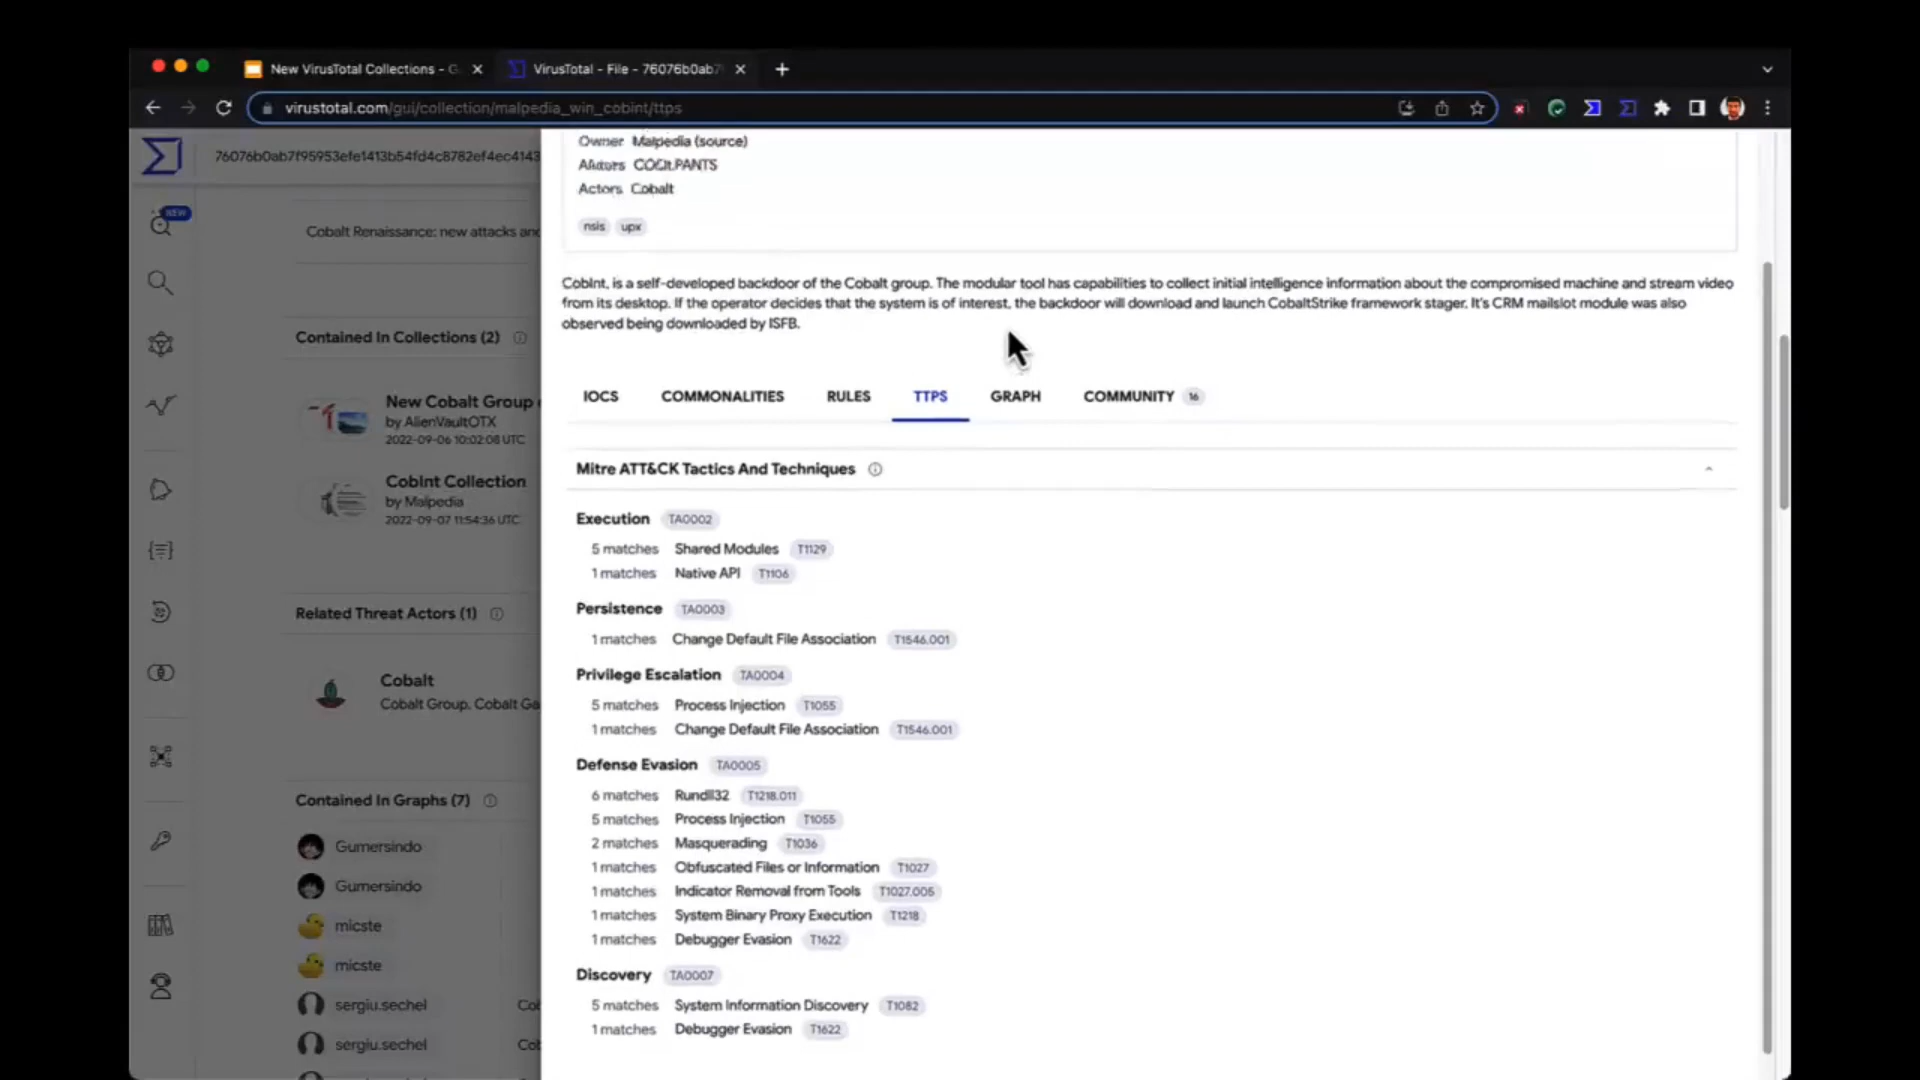 New VirusTotal Collections - G
VirusTotal - File - 76076b0ab7
virustotal.com/gui/collection/malpedia_win_cobint/ttps
76076b0ab7f95953efe1413b54fd4c8782ef4ec4143
NEW
Cobalt Renaissance: new attacks and
Contained In Collections (2)
New Cobalt Group
by AlienVaultOTX
2022-09-06 10:02:08 UTC
CobInt Collection
by Malpedia
2022-09-07 11:54:36 UTC
Related Threat Actors (1)
Cobalt
Cobalt Group, Cobalt Ga
Contained In Graphs (7)
Gumersindo
Gumersindo
micste
micste
sergiu.sechel Col
sergiu.sechel Col
Owner Malpedia (source)
PANTS
Actors Cobalt
nsis upx
CobInt, is a self-developed backdoor of the Cobalt group. The modular tool has capabilities to collect initial intelligence information about the compromised machine and stream video
from its desktop. If the operator decides that the system is of interest, the backdoor will download and launch CobaltStrike framework stager. It's CRM mailslot module was also
observed being downloaded by ISFB.
IOCS COMMONALITIES RULES TTPS GRAPH COMMUNITY 16
Mitre ATT&CK Tactics And Techniques
Execution TA0002
5 matches Shared Modules T1129
1 matches Native API T1106
Persistence TA0003
1 matches Change Default File Association T1546.001
Privilege Escalation TA0004
5 matches Process Injection T1055
1 matches Change Default File Association T1546.001
Defense Evasion TA0005
6 matches Rundll32 T1218.011
5 matches Process Injection T1055
2 matches Masquerading T1036
1 matches Obfuscated Files or Information T1027
1 matches Indicator Removal from Tools T1027.005
1 matches System Binary Proxy Execution T1218
1 matches Debugger Evasion T1622
Discovery TA0007
5 matches System Information Discovery T1082
1 matches Debugger Evasion T1622